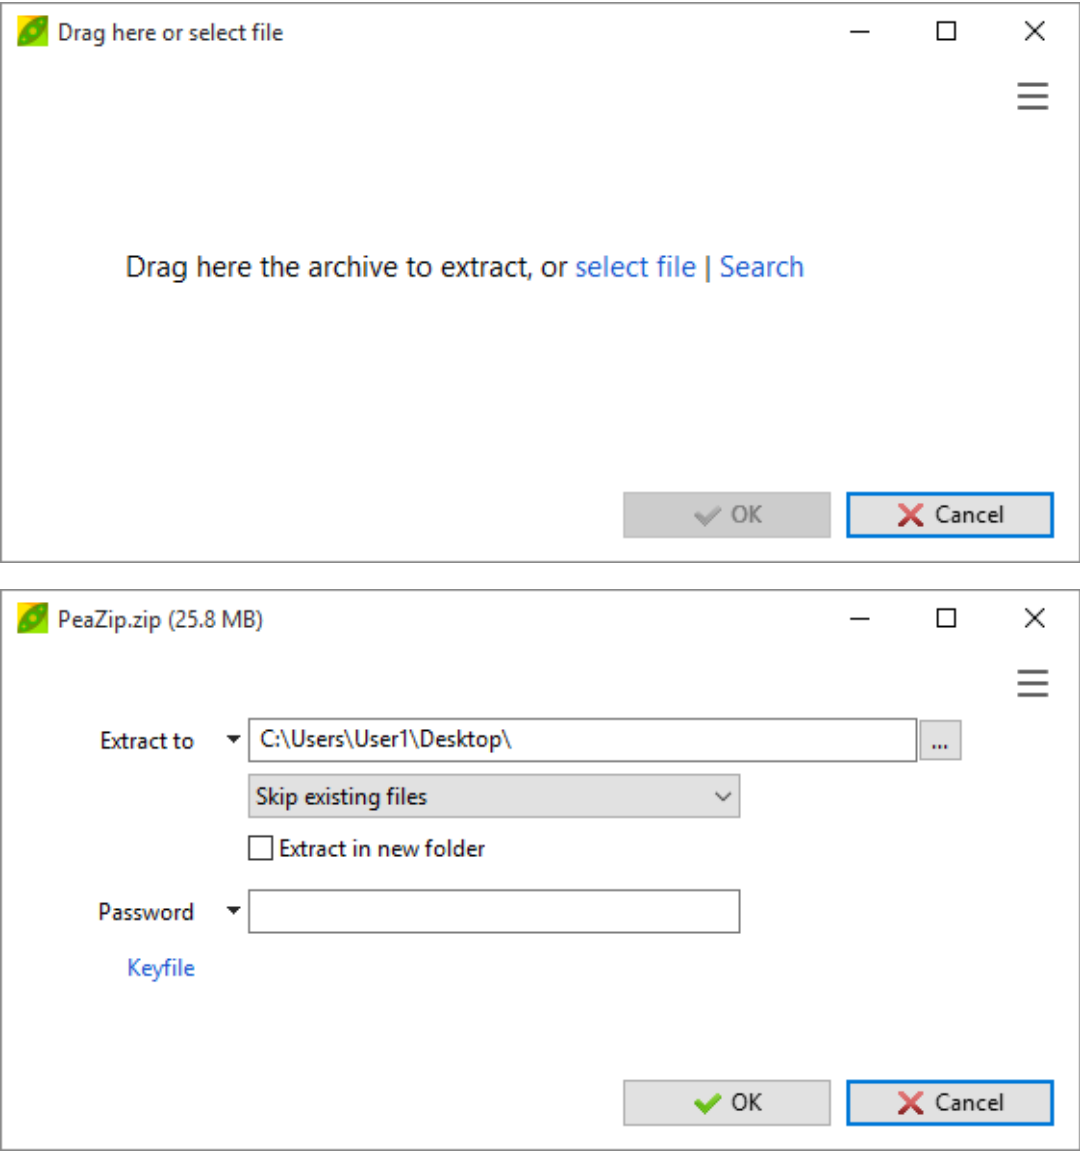 Drag here or select file
Drag here the archive to extract, or select file | Search
OK Cancel
PeaZip.zip (25.8 MB)
Extract to C:\Users\User1\Desktop\ ...
Skip existing files
Extract in new folder
Password
Keyfile
OK Cancel